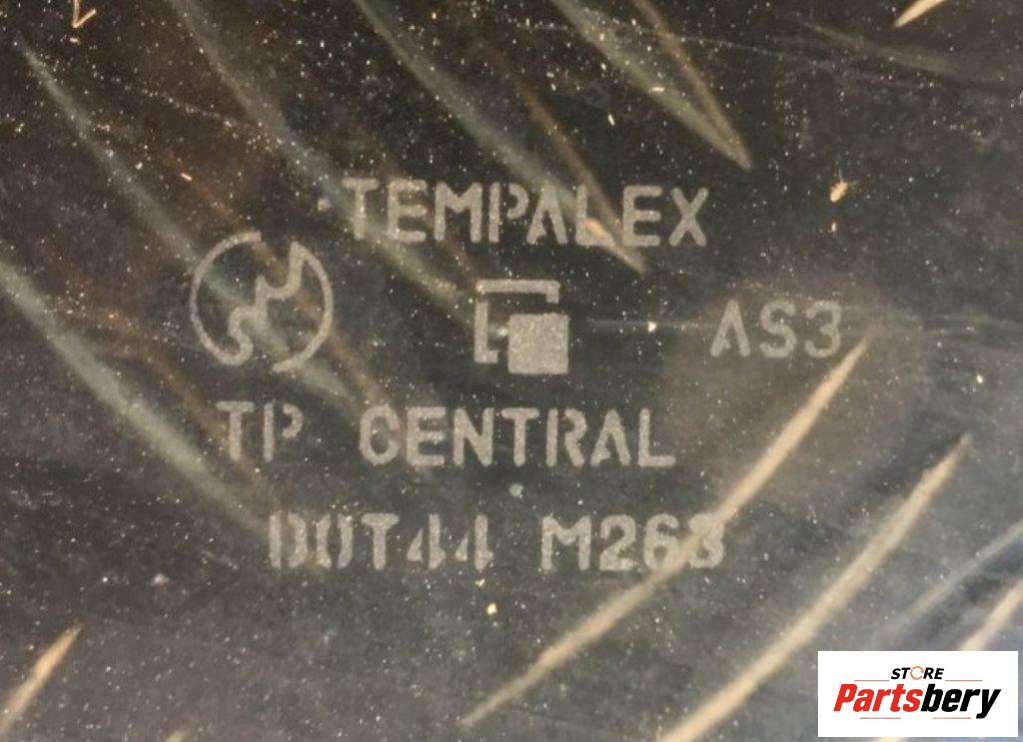 TEMPALEX
AS3
TP CENTRAL
DOT44 M263
STORE
Partsbery